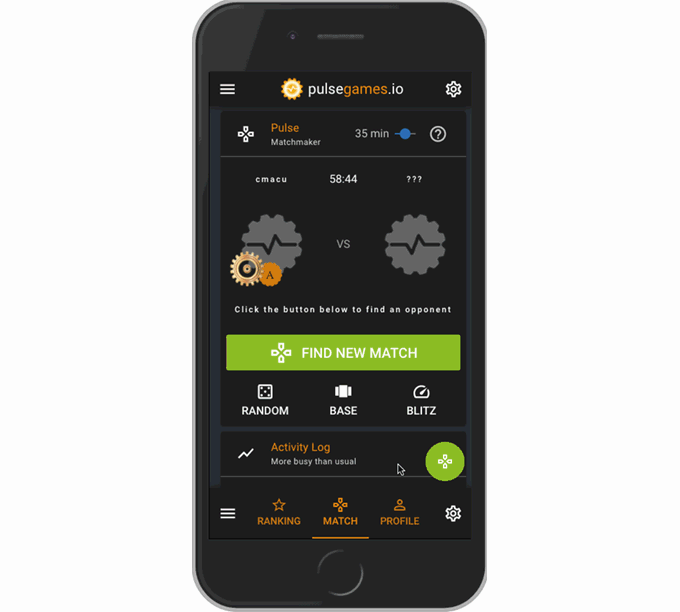 pulsegames.io
Pulse
Matchmaker
35 min
cmacu
58:44
???
VS
A
Click the button below to find an opponent
FIND NEW MATCH
RANDOM
BASE
BLITZ
Activity Log
More busy than usual
RANKING
MATCH
PROFILE